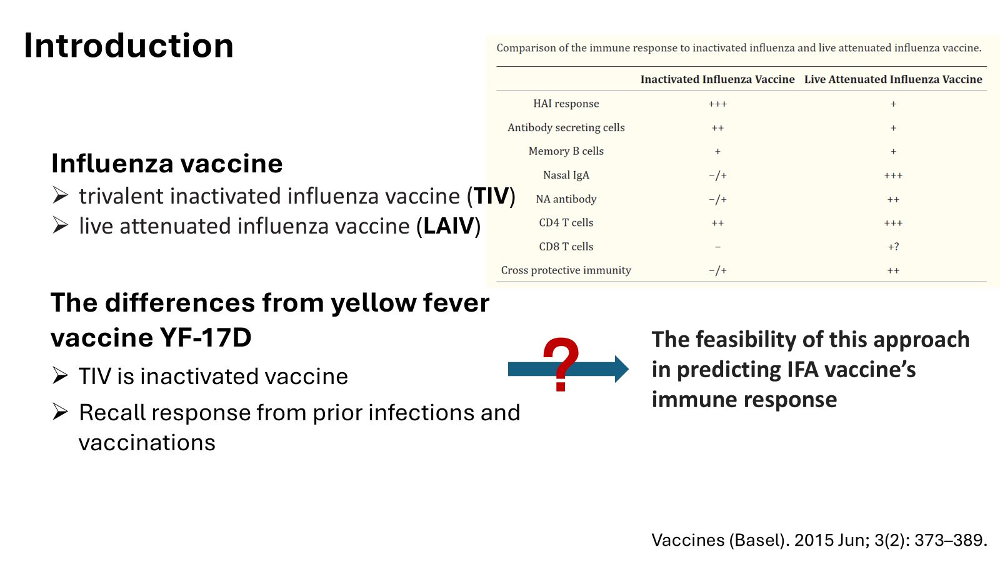 Introduction
Influenza vaccine
➢ trivalent inactivated influenza vaccine (TIV)
➢ live attenuated influenza vaccine (LAIV)
The differences from yellow fever
vaccine YF-17D
➢ TIV is inactivated vaccine
➢ Recall response from prior infections and
vaccinations
Comparison of the immune response to inactivated influenza and live attenuated influenza vaccine.
Inactivated Influenza Vaccine Live Attenuated Influenza Vaccine
HAI response +++ +
Antibody secreting cells ++ +
Memory B cells + +
Nasal IgA −/+ +++
NA antibody −/+ ++
CD4 T cells ++ +++
CD8 T cells − +?
Cross protective immunity −/+ ++
?
The feasibility of this approach
in predicting IFA vaccine’s
immune response
Vaccines (Basel). 2015 Jun; 3(2): 373–389.